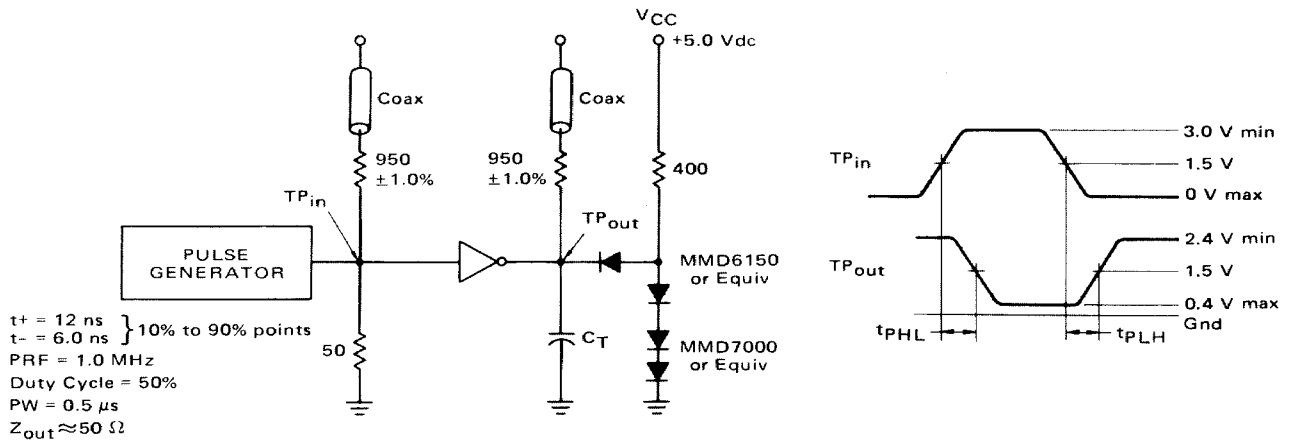 VCC
+5.0 Vdc
Coax
Coax
950
±1.0%
950
±1.0%
400
TPin
TPout
PULSE
GENERATOR
MMD6150
or Equiv
MMD7000
or Equiv
50
CT
t+ = 12 ns
t– = 6.0 ns
10% to 90% points
PRF = 1.0 MHz
Duty Cycle = 50%
PW = 0.5 μs
Zout ≈ 50 Ω
TPin
3.0 V min
1.5 V
0 V max
TPout
2.4 V min
1.5 V
0.4 V max
Gnd
tPHL
tPLH